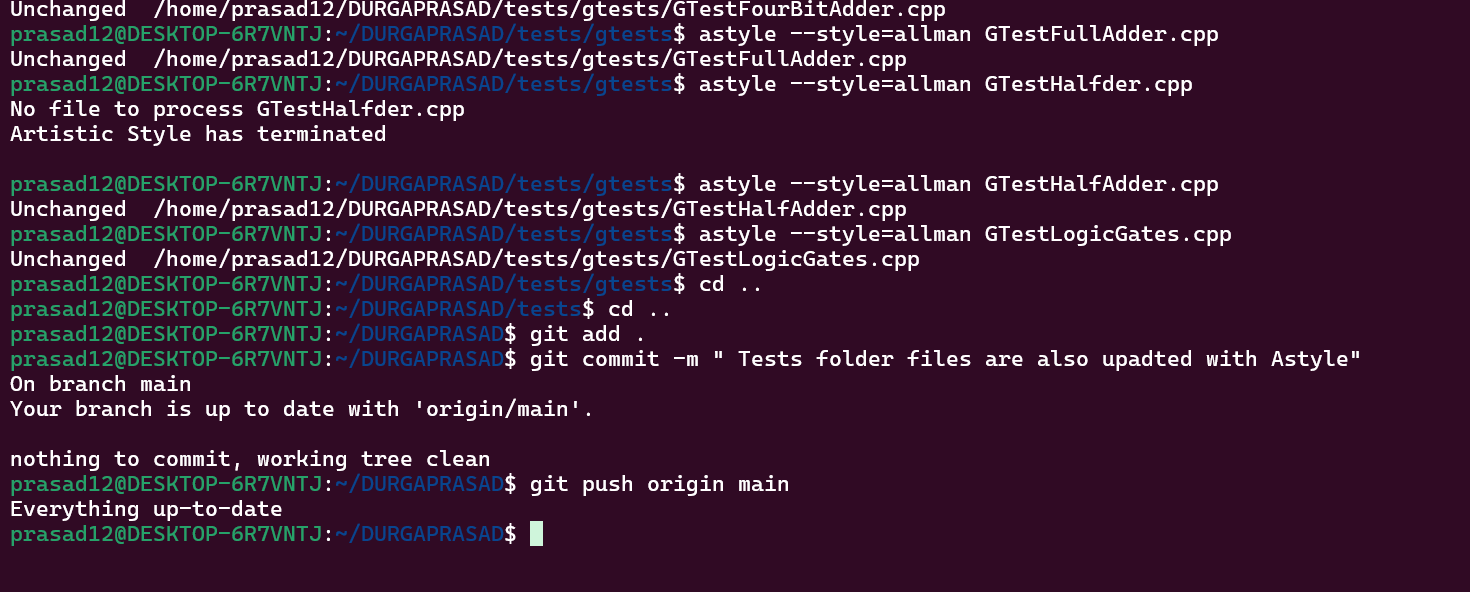 Unchanged  /home/prasad12/DURGAPRASAD/tests/gtests/GTestFourBitAdder.cpp
prasad12@DESKTOP-6R7VNTJ:~/DURGAPRASAD/tests/gtests$ astyle --style=allman GTestFullAdder.cpp
Unchanged  /home/prasad12/DURGAPRASAD/tests/gtests/GTestFullAdder.cpp
prasad12@DESKTOP-6R7VNTJ:~/DURGAPRASAD/tests/gtests$ astyle --style=allman GTestHalfder.cpp
No file to process GTestHalfder.cpp
Artistic Style has terminated
prasad12@DESKTOP-6R7VNTJ:~/DURGAPRASAD/tests/gtests$ astyle --style=allman GTestHalfAdder.cpp
Unchanged  /home/prasad12/DURGAPRASAD/tests/gtests/GTestHalfAdder.cpp
prasad12@DESKTOP-6R7VNTJ:~/DURGAPRASAD/tests/gtests$ astyle --style=allman GTestLogicGates.cpp
Unchanged  /home/prasad12/DURGAPRASAD/tests/gtests/GTestLogicGates.cpp
prasad12@DESKTOP-6R7VNTJ:~/DURGAPRASAD/tests/gtests$ cd ..
prasad12@DESKTOP-6R7VNTJ:~/DURGAPRASAD/tests$ cd ..
prasad12@DESKTOP-6R7VNTJ:~/DURGAPRASAD$ git add .
prasad12@DESKTOP-6R7VNTJ:~/DURGAPRASAD$ git commit -m " Tests folder files are also upadted with Astyle"
On branch main
Your branch is up to date with 'origin/main'.
nothing to commit, working tree clean
prasad12@DESKTOP-6R7VNTJ:~/DURGAPRASAD$ git push origin main
Everything up-to-date
prasad12@DESKTOP-6R7VNTJ:~/DURGAPRASAD$